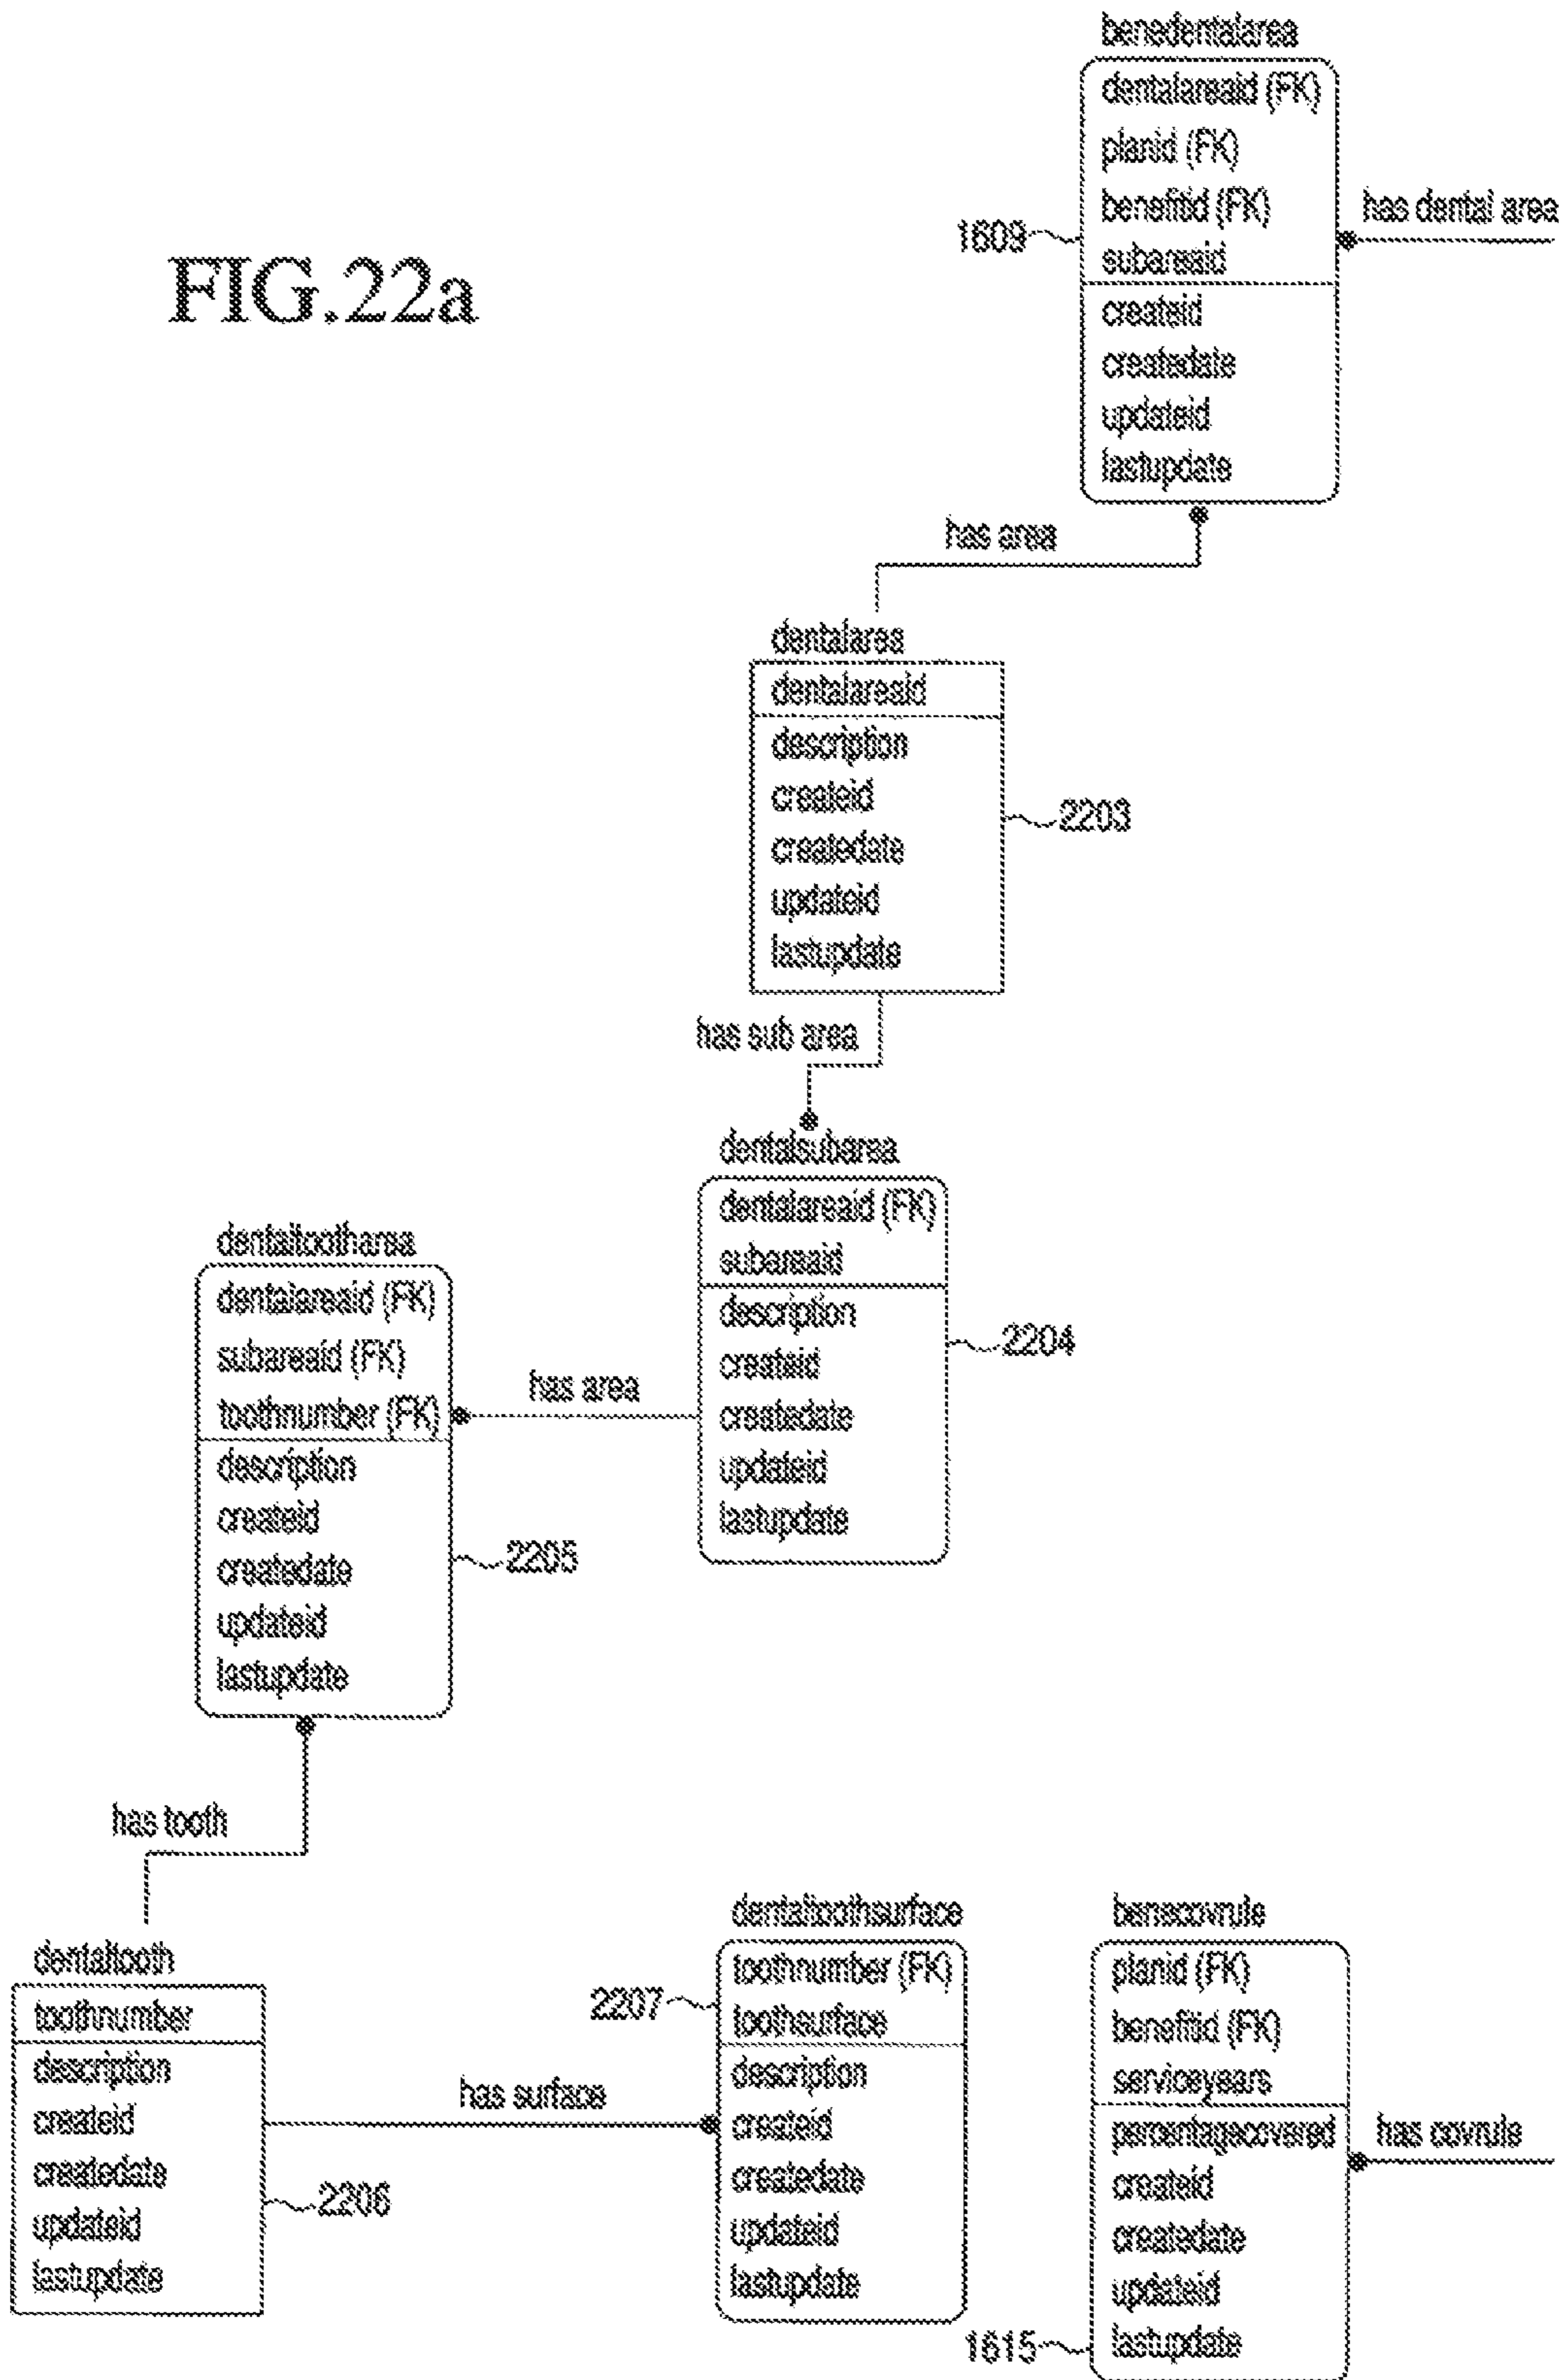 benedentalarea
dentalareaid (FK)
planid (FK)
benefitid (FK)
subareaid
createid
createdate
updateid
lastupdate
1609
has dental area
FIG.22a
has area
dentalarea
dentalareaid
description
createid
createdate
updateid
lastupdate
2203
has sub area
dentalsubarea
dentalareaid (FK)
subareaid
description
createid
createdate
updateid
lastupdate
2204
has area
dentaltootharea
dentalareaid (FK)
subareaid (FK)
toothnumber (FK)
description
createid
createdate
updateid
lastupdate
2205
has tooth
dentaltooth
toothnumber
description
createid
createdate
updateid
lastupdate
2206
has surface
dentaltoothsurface
toothnumber (FK)
toothsurface
description
createid
createdate
updateid
lastupdate
2207
benecovrule
planid (FK)
benefitid (FK)
serviceyears
percentagecovered
createid
createdate
updateid
lastupdate
1615
has covrule